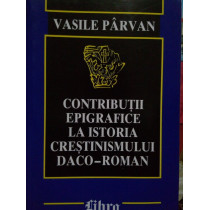 VASILE PÂRVAN
CONTRIBUȚII
EPIGRAFICE
LA ISTORIA
CREȘTINISMULUI
DACO-ROMAN
Libra